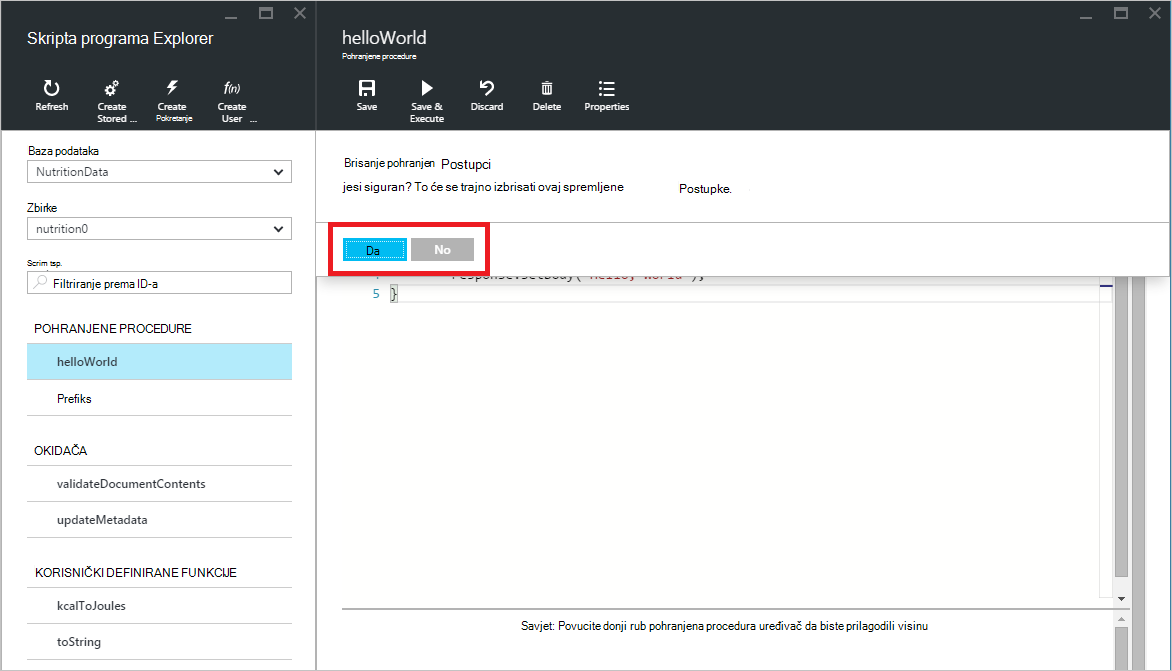 Skripta programa Explorer
Refresh
Create
Stored ...
Create
Pokretanje
f(n)
Create
User ...
Baza podataka
NutritionData
Zbirke
nutrition0
Scrim tsp.
Filtriranje prema ID-a
POHRANJENE PROCEDURE
helloWorld
Prefiks
OKIDAČA
validateDocumentContents
updateMetadata
KORISNIČKI DEFINIRANE FUNKCIJE
kcalToJoules
toString
helloWorld
Pohranjene procedure
Save
Save &
Execute
Discard
Delete
Properties
Brisanje pohranjen Postupci
jesi siguran? To će se trajno izbrisati ovaj spremljene Postupke.
Da
No
5 }
Savjet: Povucite donji rub pohranjena procedura uređivač da biste prilagodili visinu